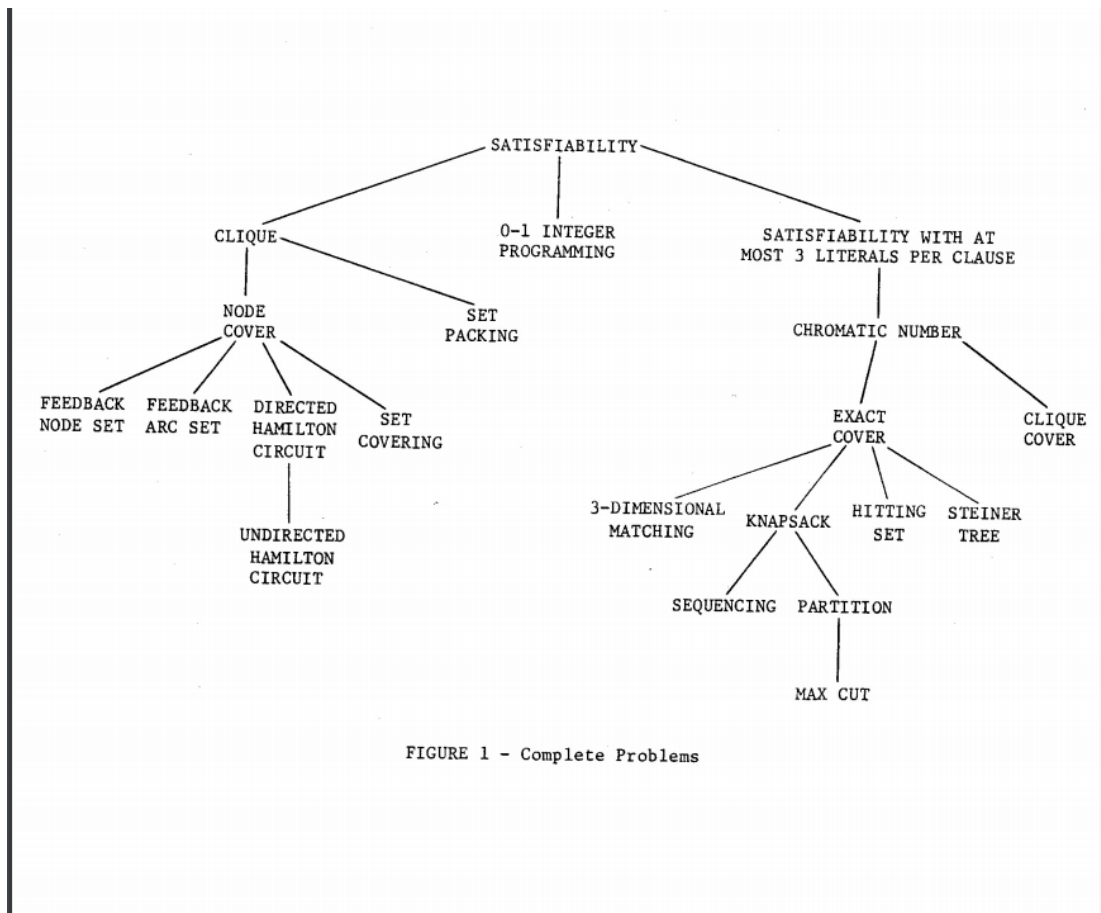 SATISFIABILITY
CLIQUE
0-1 INTEGER
PROGRAMMING
SATISFIABILITY WITH AT
MOST 3 LITERALS PER CLAUSE
NODE
COVER
SET
PACKING
CHROMATIC NUMBER
FEEDBACK
NODE SET
FEEDBACK
ARC SET
DIRECTED
HAMILTON
CIRCUIT
SET
COVERING
EXACT
COVER
CLIQUE
COVER
3-DIMENSIONAL
MATCHING
KNAPSACK
HITTING
SET
STEINER
TREE
UNDIRECTED
HAMILTON
CIRCUIT
SEQUENCING
PARTITION
MAX CUT
FIGURE 1 - Complete Problems